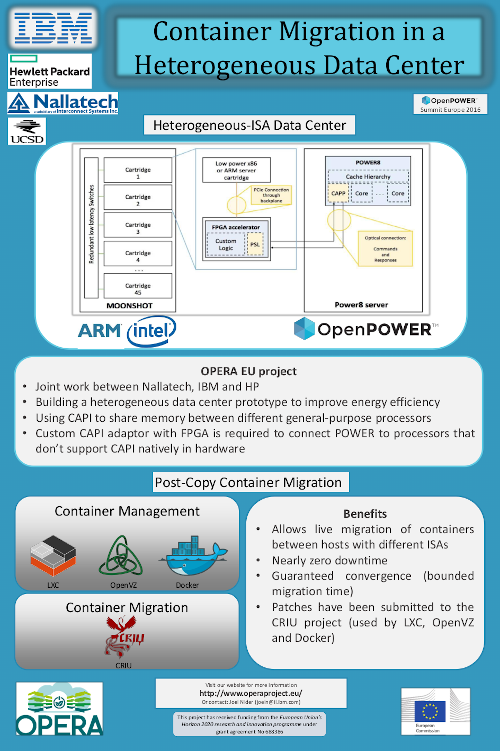 IBM
Container Migration in a
Heterogeneous Data Center
Hewlett Packard
Enterprise
Nallatech
Interconnect Systems Inc.
UCSD
OpenPOWER™
Summit Europe 2016
Heterogeneous-ISA Data Center
Redundant low latency Switches
Cartridge
1
Cartridge
2
Cartridge
3
Cartridge
4
...
Cartridge
45
MOONSHOT
Low power x86
or ARM server
cartridge
PCIe Connection
through
backplane
FPGA accelerator
Custom
Logic
PSL
POWER8
Cache Hierarchy
CAPP
Core
...
Core
Optical connection:
Commands
and
Responses
Power8 server
ARM
intel
OpenPOWER™
OPERA EU project
• Joint work between Nallatech, IBM and HP
• Building a heterogeneous data center prototype to improve energy efficiency
• Using CAPI to share memory between different general-purpose processors
• Custom CAPI adaptor with FPGA is required to connect POWER to processors that
don't support CAPI natively in hardware
Post-Copy Container Migration
Container Management
LXC
OpenVZ
Docker
Container Migration
CRIU
CRIU
Benefits
• Allows live migration of containers
between hosts with different ISAs
• Nearly zero downtime
• Guaranteed convergence (bounded
migration time)
• Patches have been submitted to the
CRIU project (used by LXC, OpenVZ
and Docker)
OPERA
Visit our website for more information
http://www.operaproject.eu/
Or contact: Joel Nider (joeln@il.ibm.com)
This project has received funding from the European Union's
Horizon 2020 research and innovation programme under
grant agreement No 688386
European
Commission